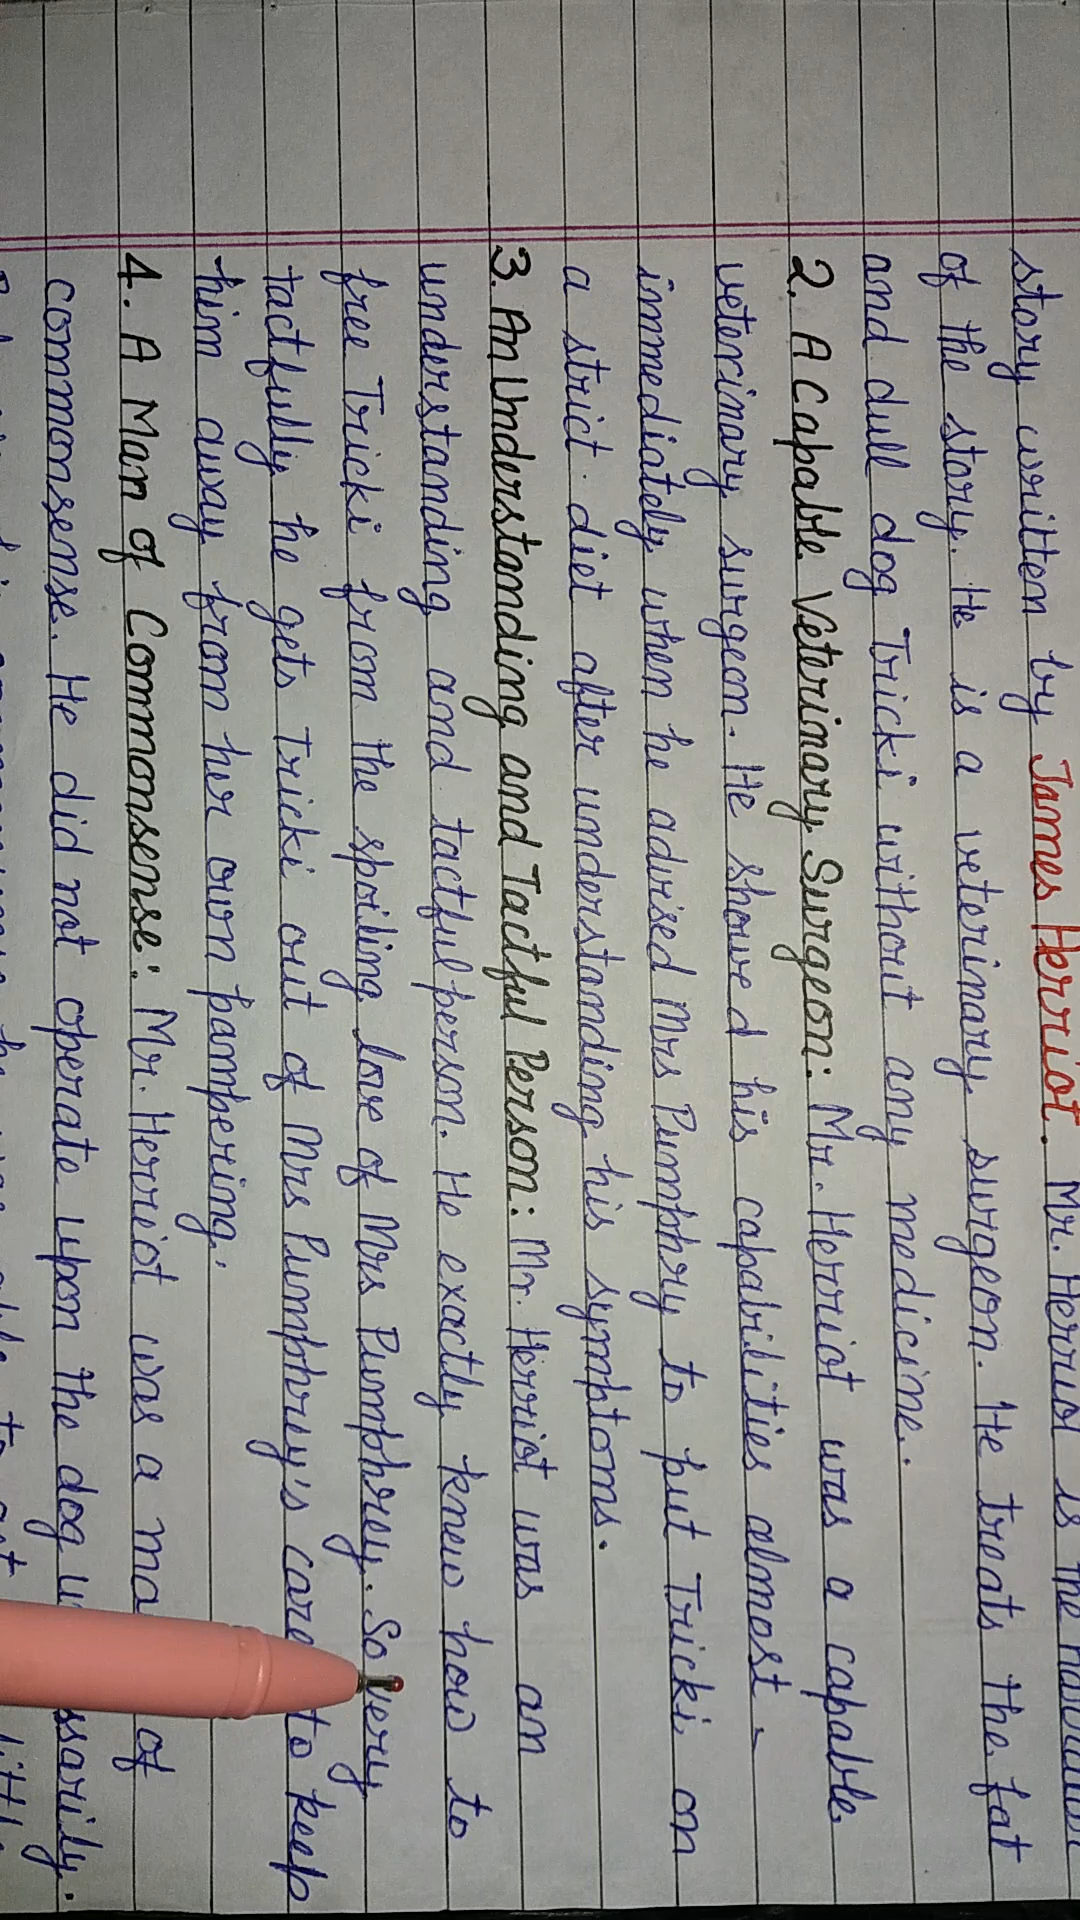 story written by James Herriot. Mr. Herriot is the
of the story. He is a veterinary surgeon. He treats the fat
and dull dog Tricki without any medicine.
2. A Capable Veterinary Surgeon: Mr. Herriot was a capable
veterinary surgeon. He showed his capabilities almost
immediately when he advised Mrs Pumphry to put Tricki on
a strict diet after understanding his symptoms.
3. An Understanding and Tactful Person: Mr. Herriot was an
understanding and tactful person. He exactly knew how to
free Tricki from the spoiling love of Mrs Pumphrey. So very
tactfully he gets Tricki out of Mrs Pumphrey's care to keep
him away from her own pampering.
4. A Man of Commonsense: Mr. Herriot was a ma of
commonsense. He did not operate upon the dog u ssarily.